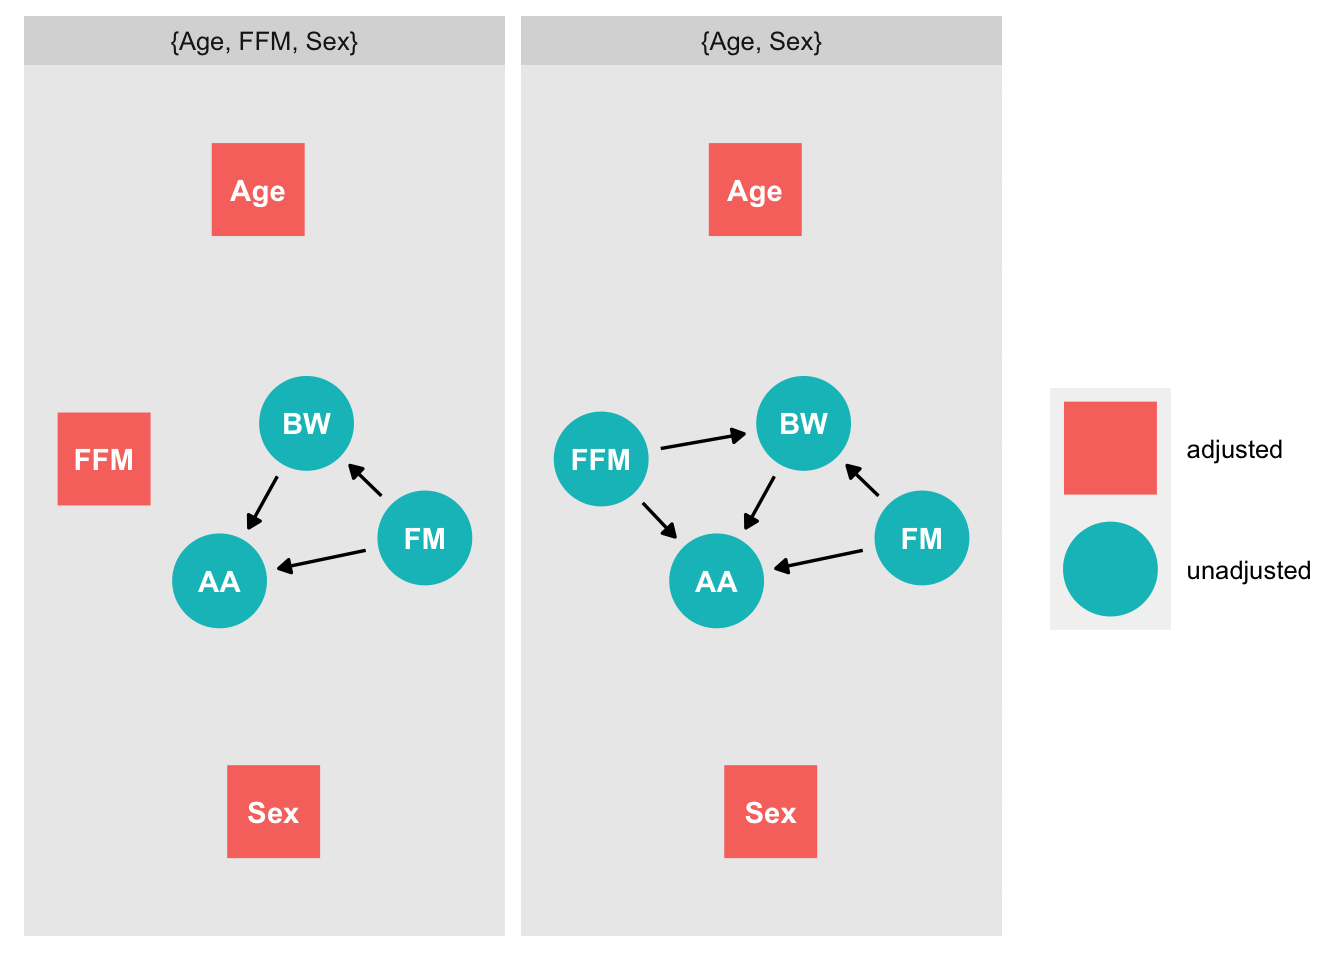 {Age, FFM, Sex}
Age
BW
FFM
FM
AA
Sex
{Age, Sex}
Age
BW
FFM
FM
AA
Sex
adjusted
unadjusted